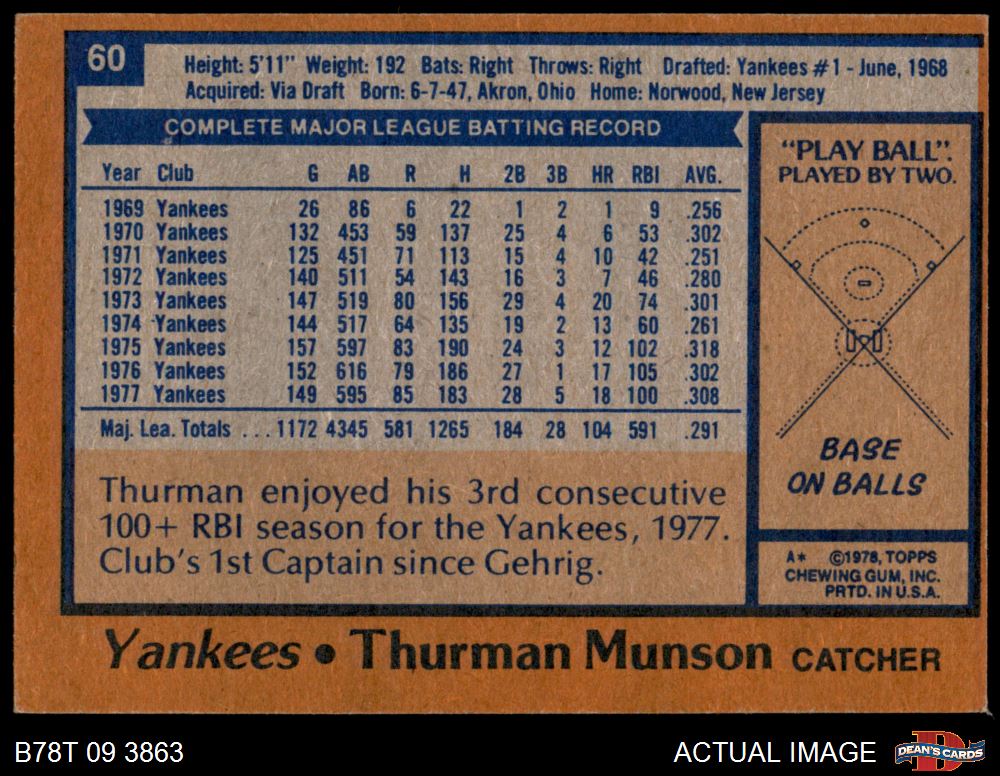 60
Height: 5'11" Weight: 192 Bats: Right Throws: Right Drafted: Yankees #1 - June, 1968
Acquired: Via Draft Born: 6-7-47, Akron, Ohio Home: Norwood, New Jersey
COMPLETE MAJOR LEAGUE BATTING RECORD
Year Club G AB R H 2B 3B HR RBI AVG.
1969 Yankees 26 86 6 22 1 2 1 9 .256
1970 Yankees 132 453 59 137 25 4 6 53 .302
1971 Yankees 125 451 71 113 15 4 10 42 .251
1972 Yankees 140 511 54 143 16 3 7 46 .280
1973 Yankees 147 519 80 156 29 4 20 74 .301
1974 Yankees 144 517 64 135 19 2 13 60 .261
1975 Yankees 157 597 83 190 24 3 12 102 .318
1976 Yankees 152 616 79 186 27 1 17 105 .302
1977 Yankees 149 595 85 183 28 5 18 100 .308
Maj. Lea. Totals ... 1172 4345 581 1265 184 28 104 591 .291
Thurman enjoyed his 3rd consecutive
100+ RBI season for the Yankees, 1977.
Club's 1st Captain since Gehrig.
"PLAY BALL".
PLAYED BY TWO.
BASE
ON BALLS
A* ©1978, TOPPS
CHEWING GUM, INC.
PRTD. IN U.S.A.
Yankees • Thurman Munson CATCHER
B78T 09 3863
ACTUAL IMAGE
D
DEAN'S CARDS